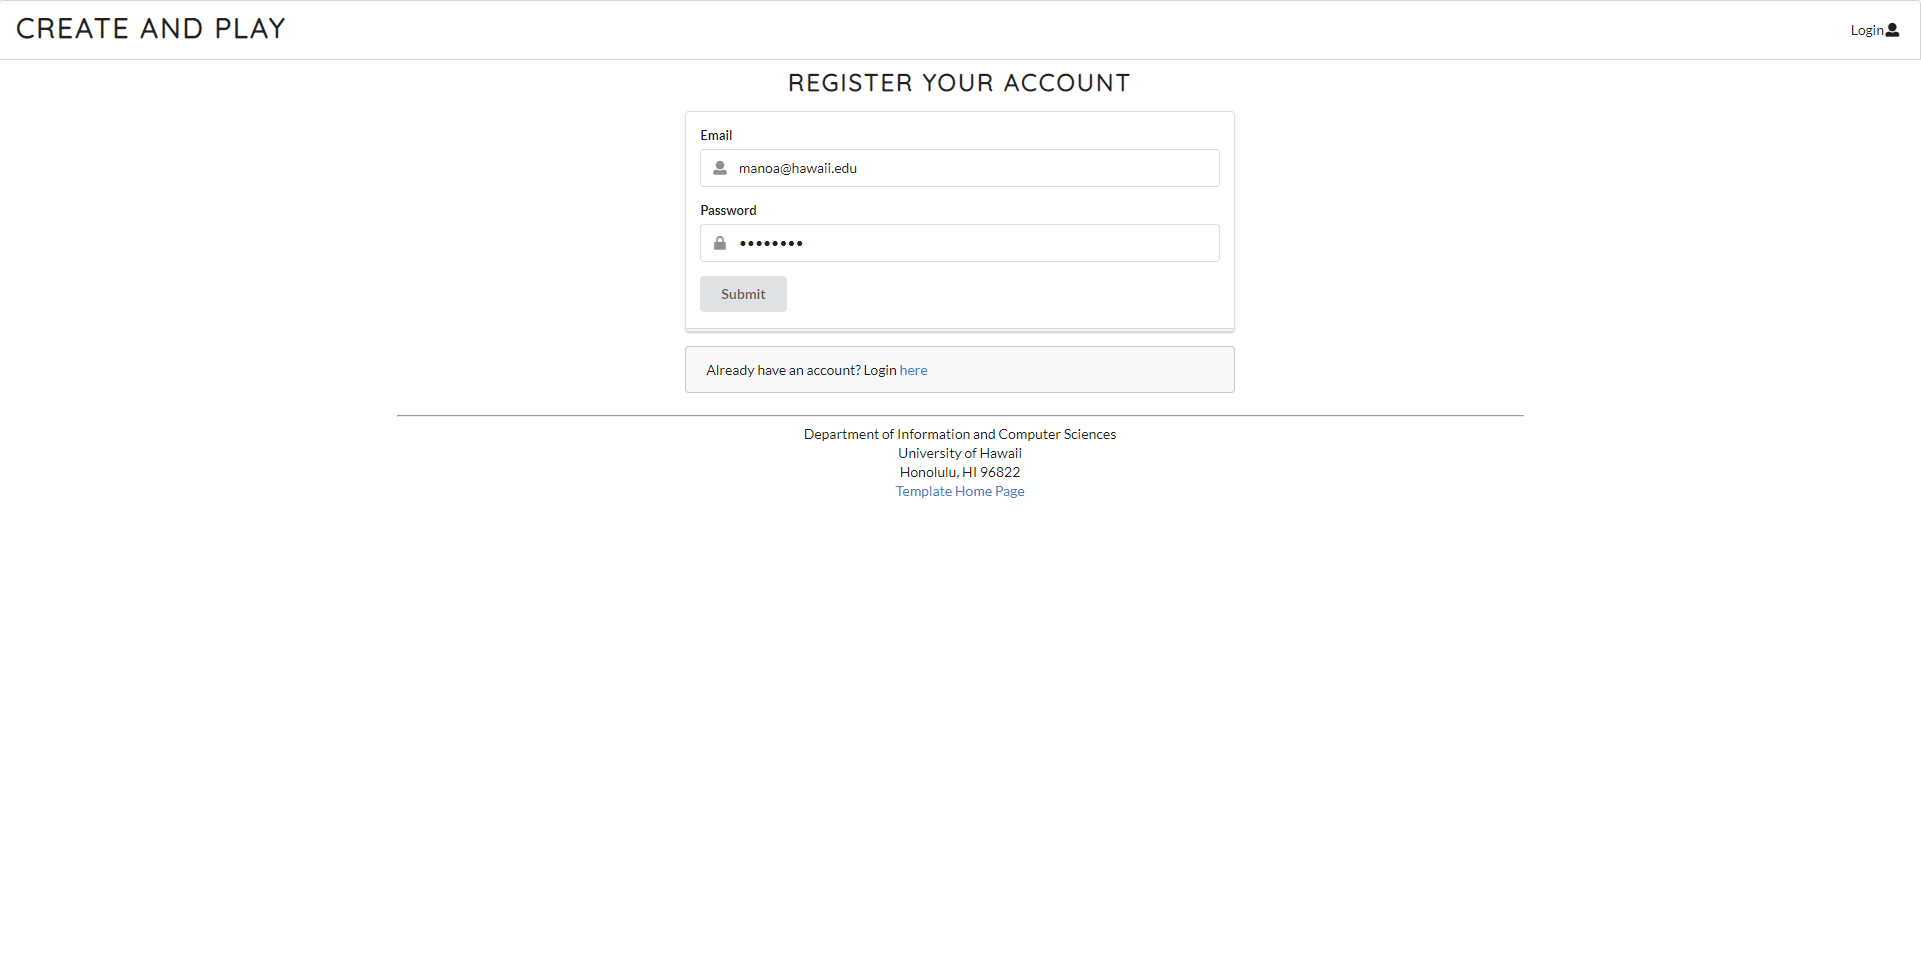 CREATE AND PLAY
Login
REGISTER YOUR ACCOUNT
Email
manoa@hawaii.edu
Password
••••••••
Submit
Already have an account? Login here
Department of Information and Computer Sciences
University of Hawaii
Honolulu, HI 96822
Template Home Page